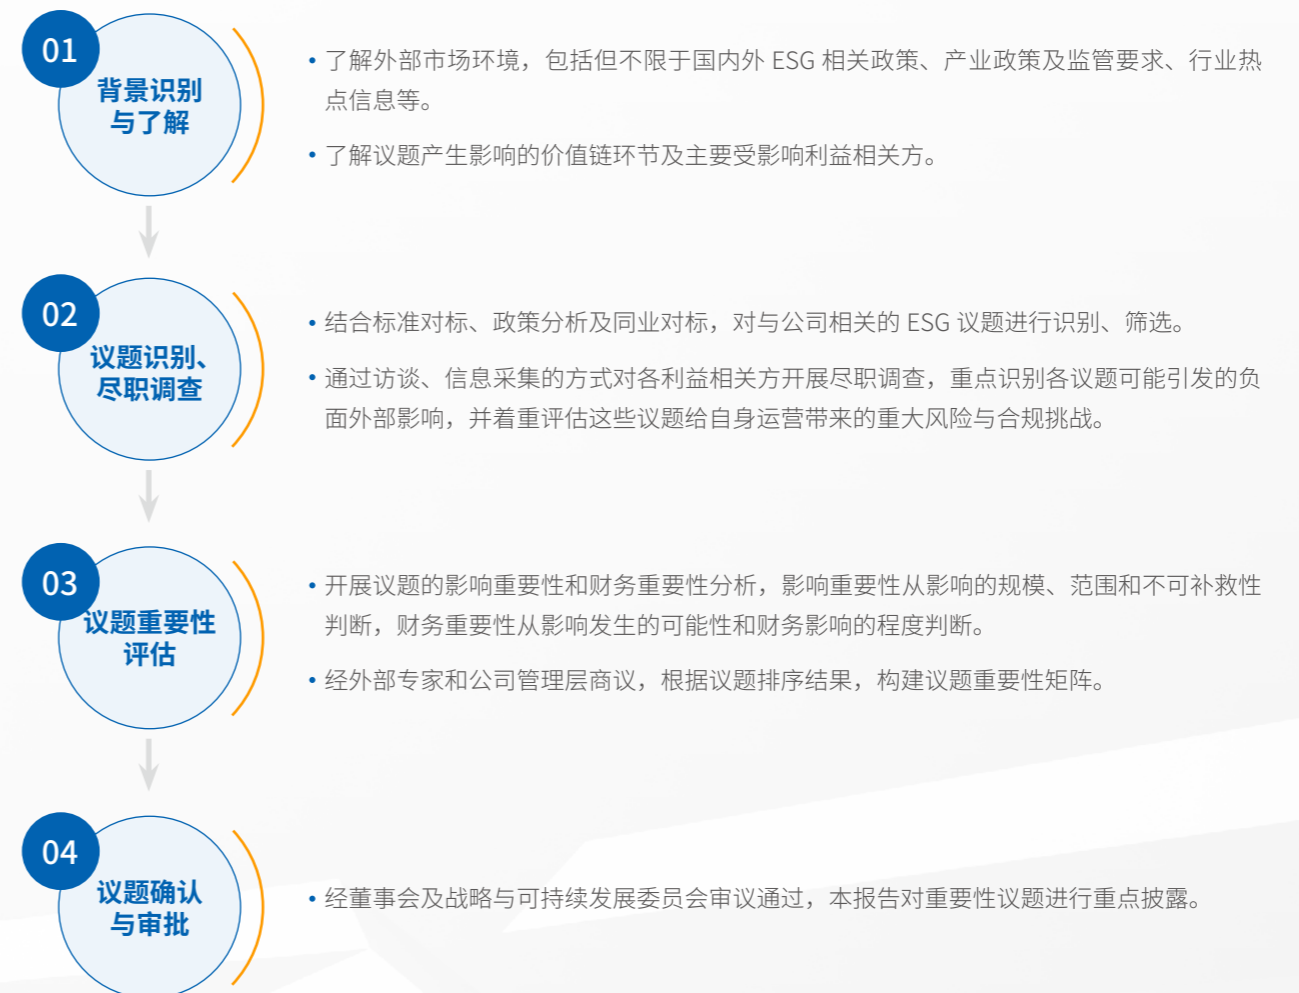 01
背景识别
与了解
• 了解外部市场环境，包括但不限于国内外 ESG 相关政策、产业政策及监管要求、行业热
点信息等。
• 了解议题产生影响的价值链环节及主要受影响利益相关方。
02
议题识别、
尽职调查
• 结合标准对标、政策分析及同业对标，对与公司相关的 ESG 议题进行识别、筛选。
• 通过访谈、信息采集的方式对各利益相关方开展尽职调查，重点识别各议题可能引发的负
面外部影响，并着重评估这些议题给自身运营带来的重大风险与合规挑战。
03
议题重要性
评估
• 开展议题的影响重要性和财务重要性分析，影响重要性从影响的规模、范围和不可补救性
判断，财务重要性从影响发生的可能性和财务影响的程度判断。
• 经外部专家和公司管理层商议，根据议题排序结果，构建议题重要性矩阵。
04
议题确认
与审批
• 经董事会及战略与可持续发展委员会审议通过，本报告对重要性议题进行重点披露。